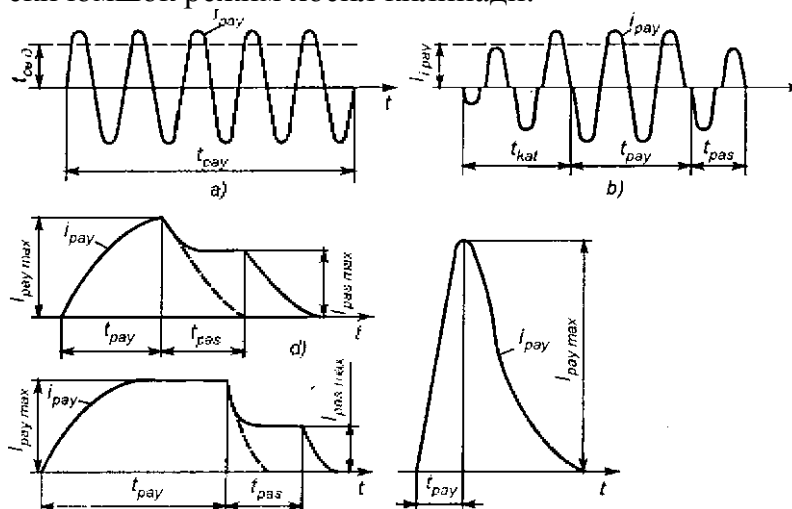 i_pay
i_pay
I_i pay
t
t_pay
t_kat
t_pay
t_pas
a)
b)
i_pay
I_pay max
I_pas max
t
t_pay
t_pas
d)
i_pay
I_pay max
i_pay
I_pas max
I_pay max
t
t_pay
t_pas
t_pay
t